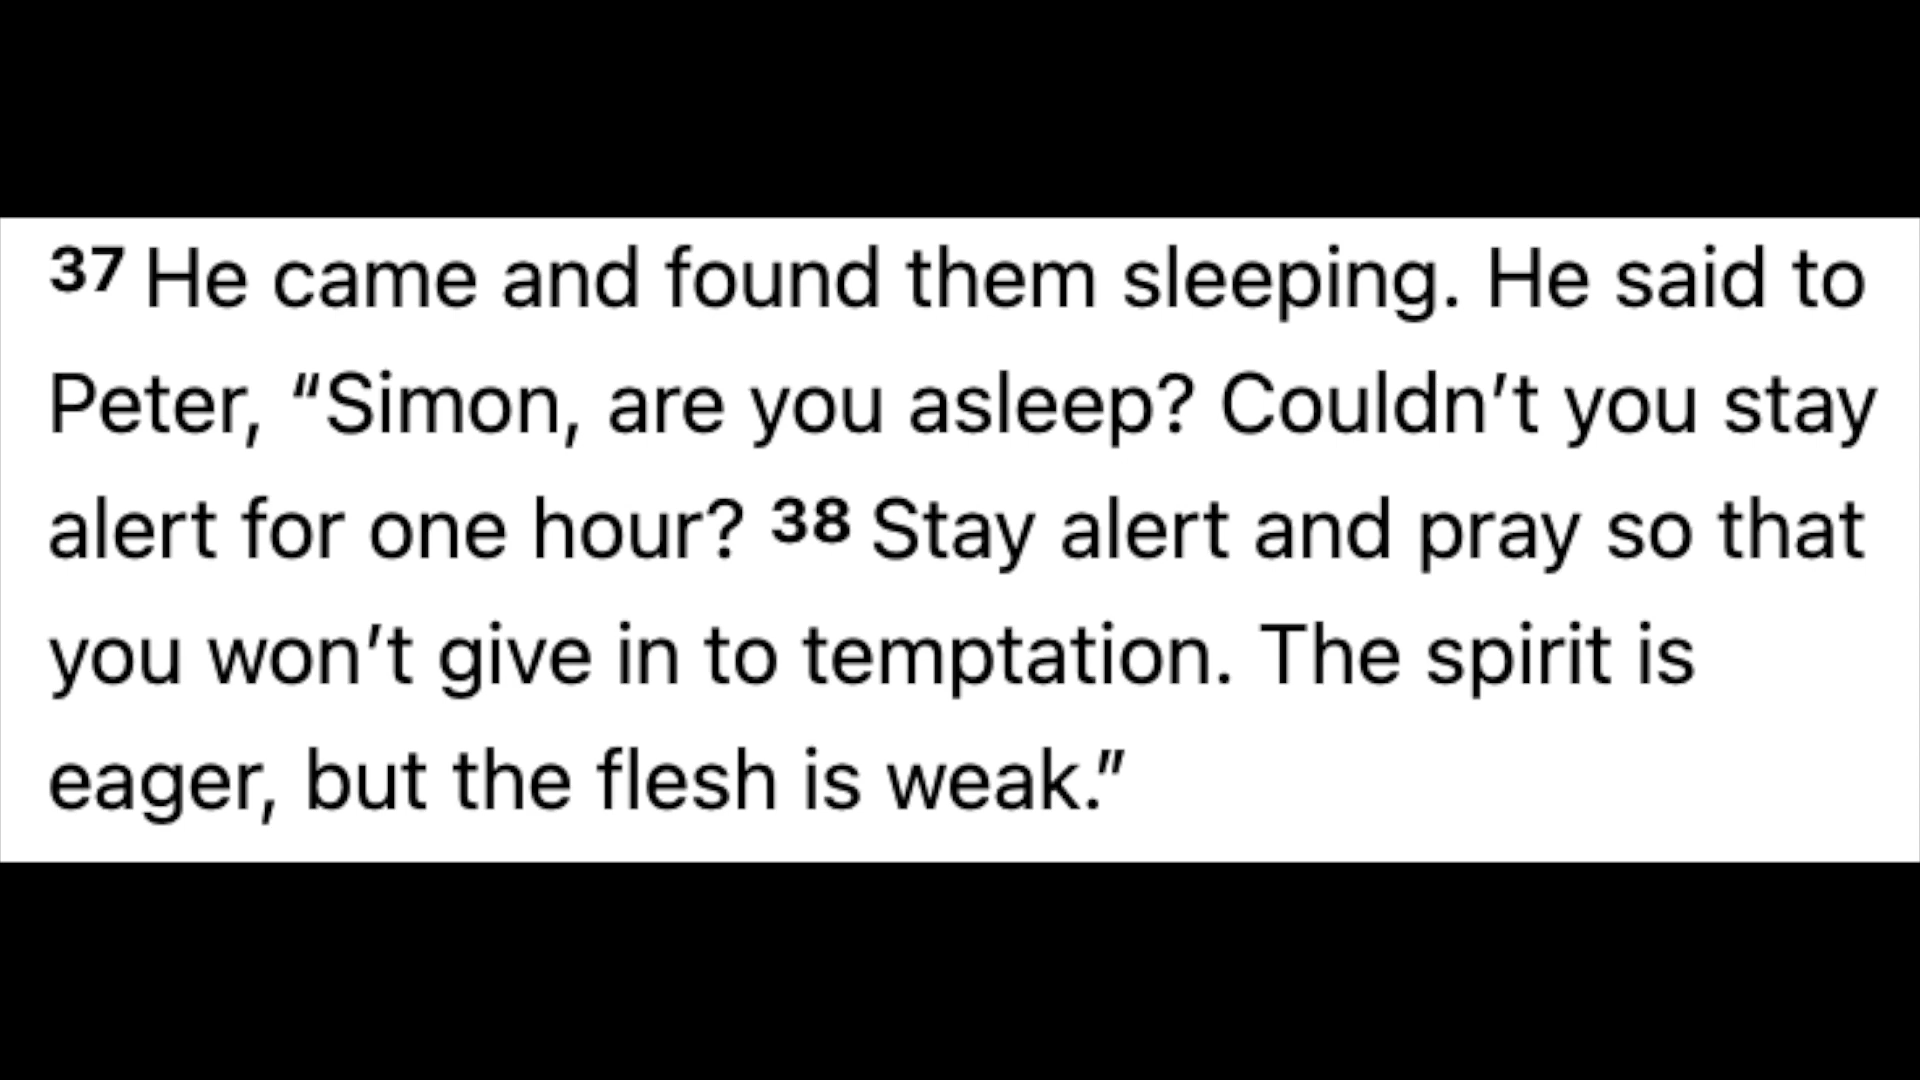 37 He came and found them sleeping. He said to
Peter, “Simon, are you asleep? Couldn’t you stay
alert for one hour? 38 Stay alert and pray so that
you won’t give in to temptation. The spirit is
eager, but the flesh is weak.”